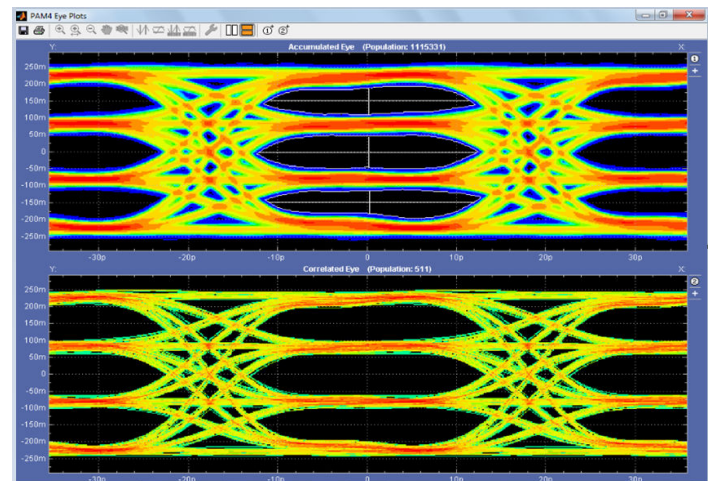 PAM4 Eye Plots
Y: Accumulated Eye (Population: 1115331) X
1
+
250m
200m
150m
100m
50m
0
-50m
-100m
-150m
-200m
-250m
-30p -20p -10p 0 10p 20p 30p
Y: Correlated Eye (Population: 511) X
2
+
250m
200m
150m
100m
50m
0
-50m
-100m
-150m
-200m
-250m
-30p -20p -10p 0 10p 20p 30p